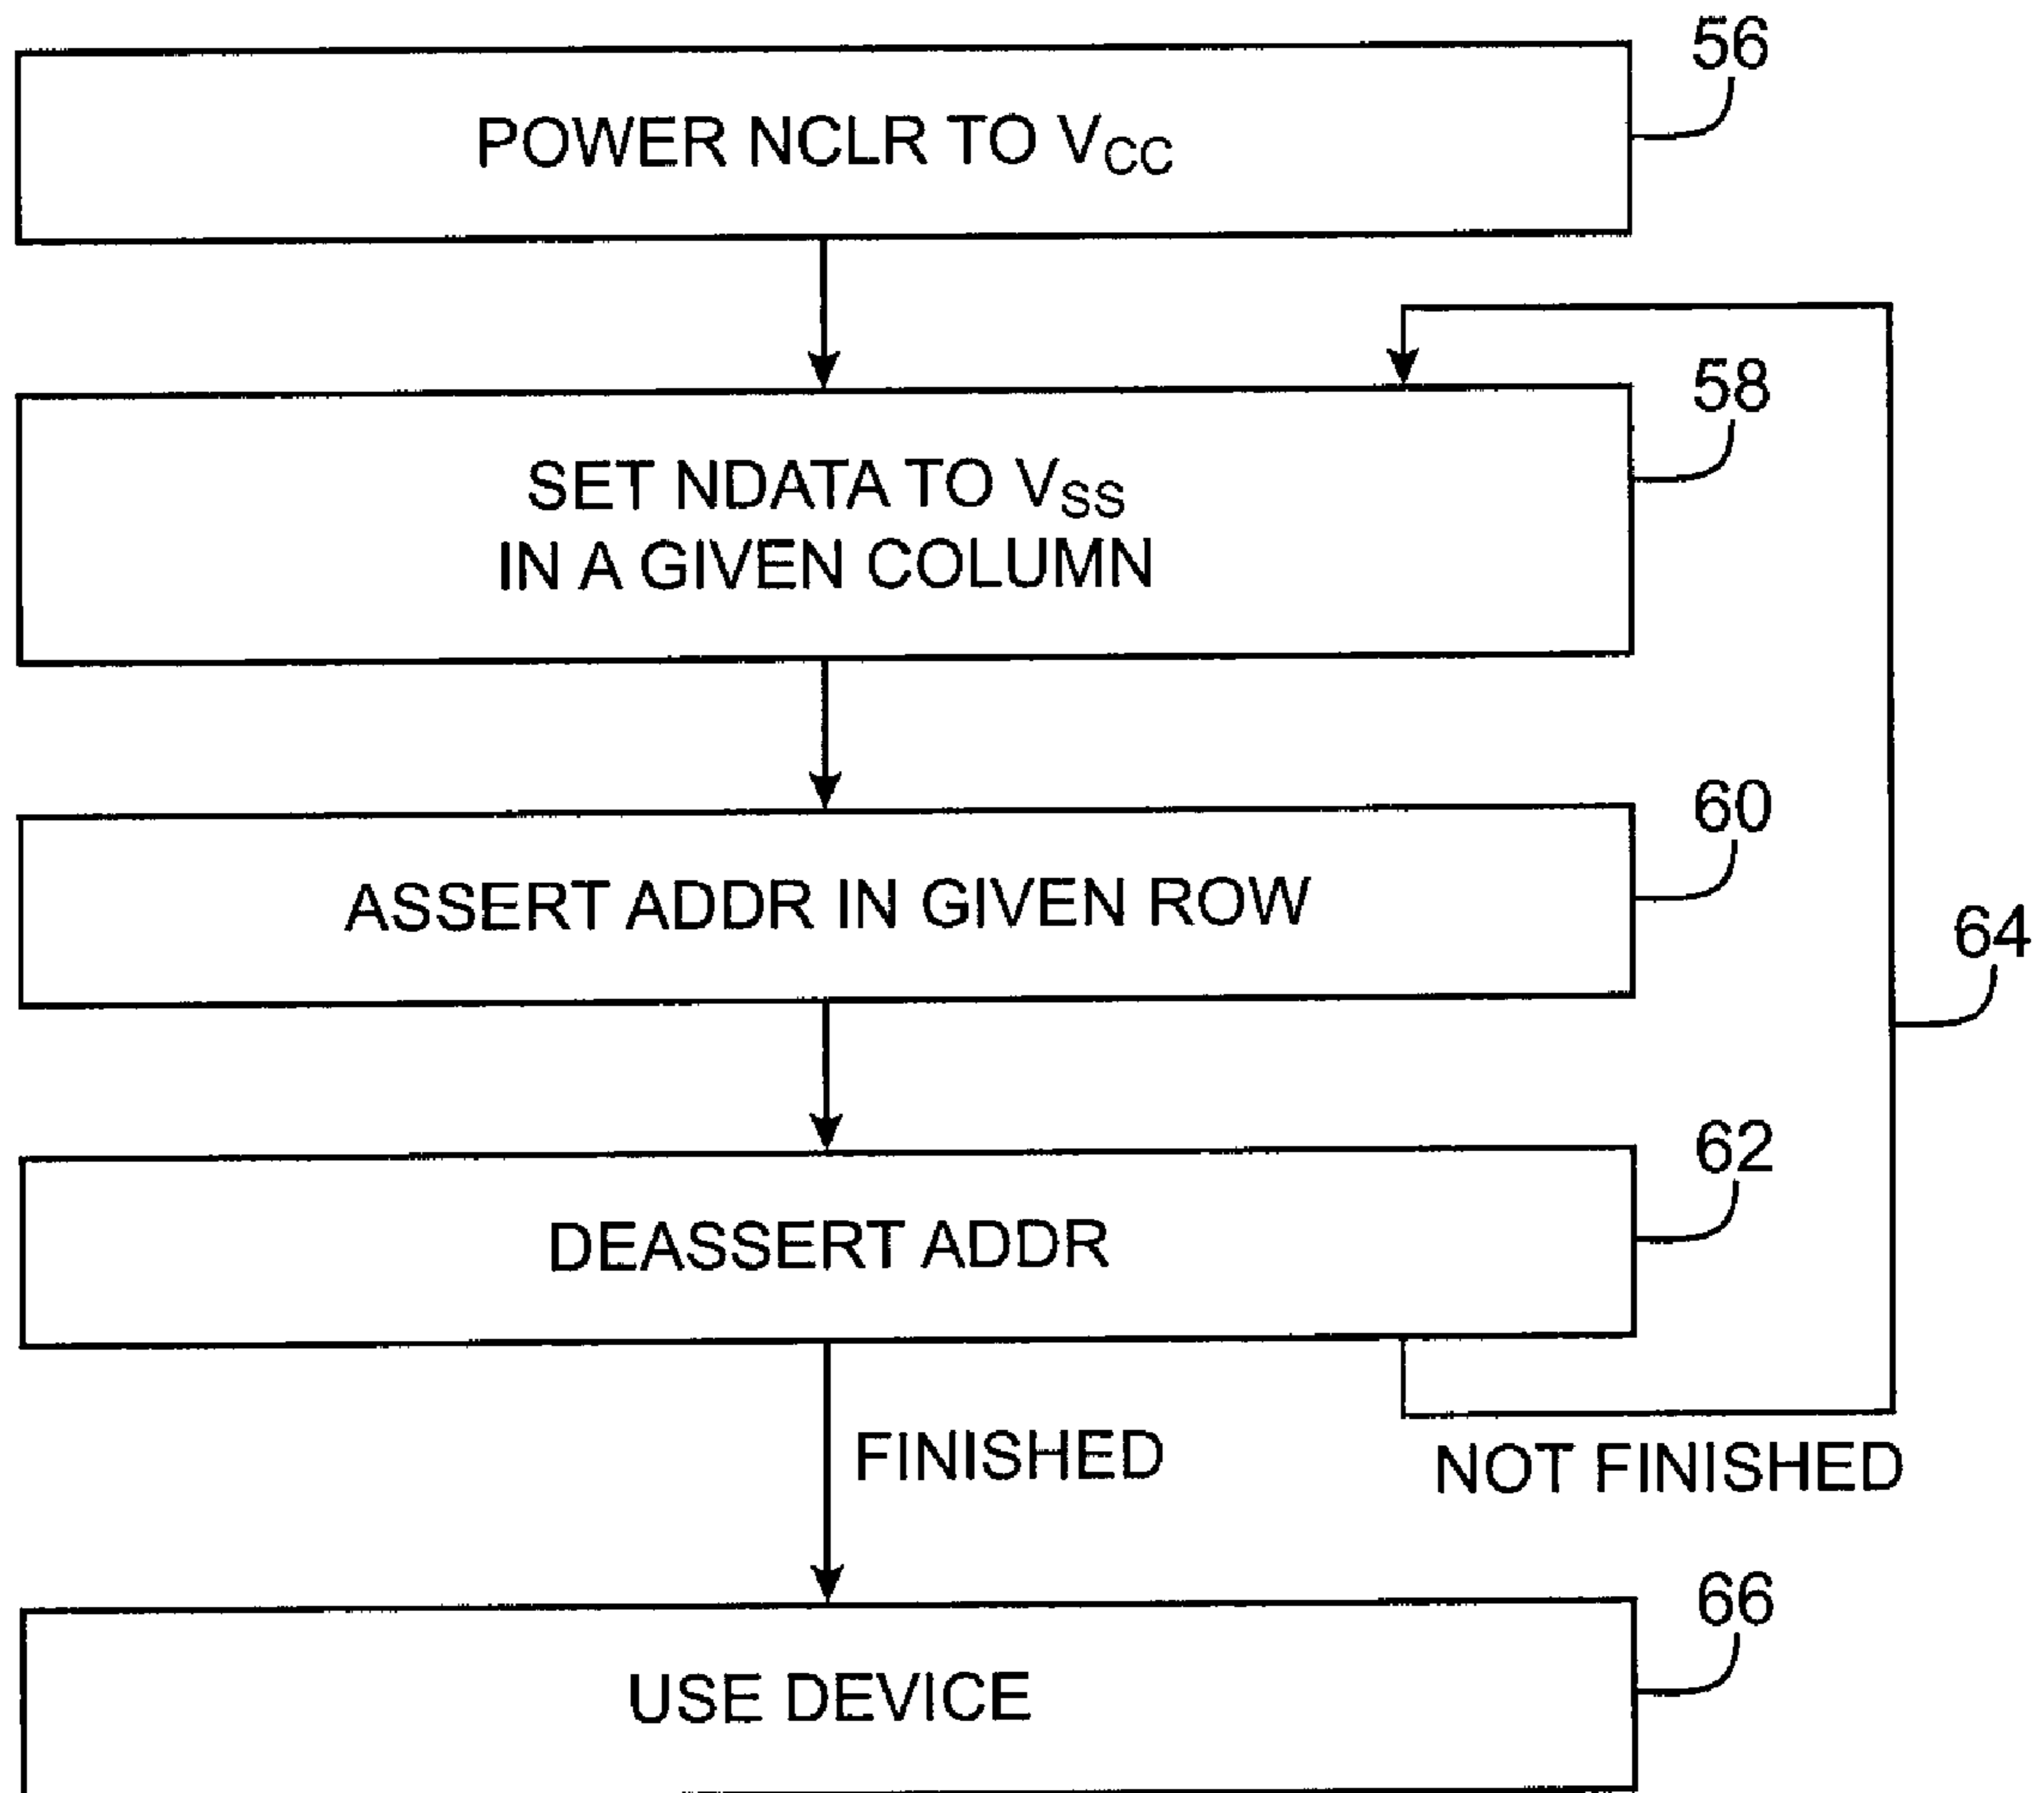 56
POWER NCLR TO VCC
58
SET NDATA TO VSS
IN A GIVEN COLUMN
60
ASSERT ADDR IN GIVEN ROW
64
62
DEASSERT ADDR
FINISHED
NOT FINISHED
66
USE DEVICE